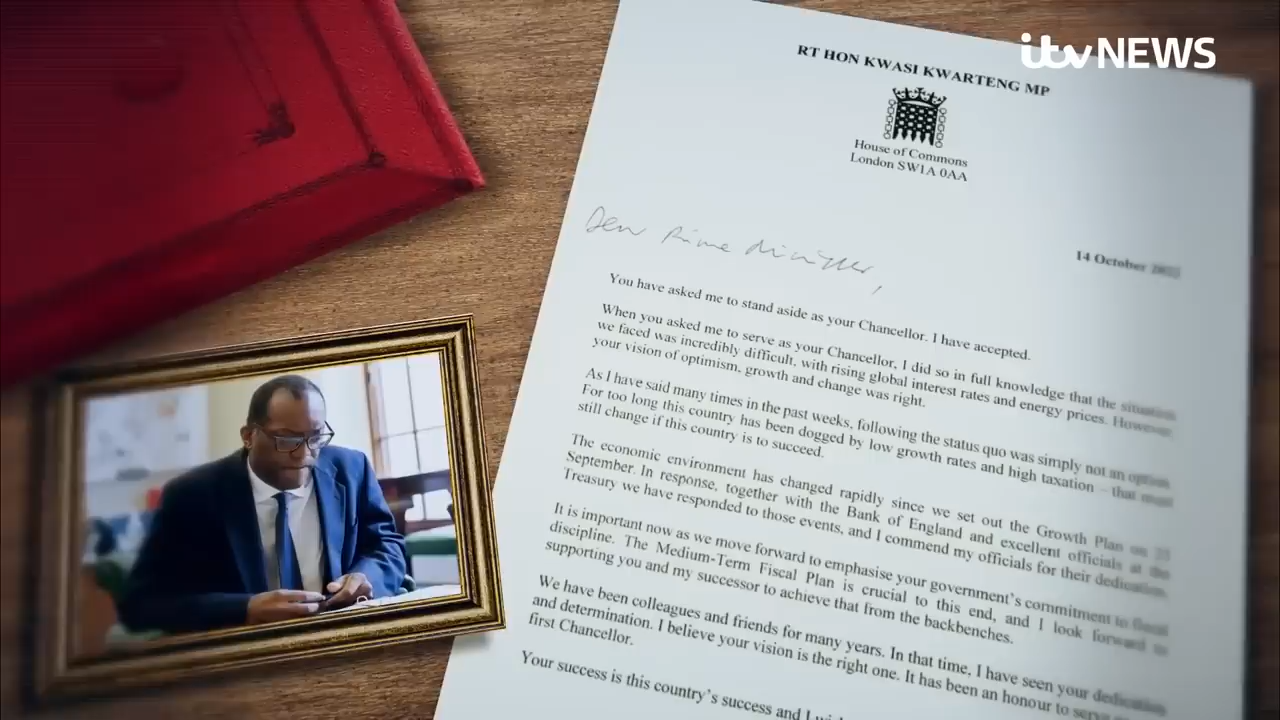 itv NEWS
RT HON KWASI KWARTENG MP
House of Commons
London SW1A 0AA
Dear Prime Minister,
14 October 2022
You have asked me to stand aside as your Chancellor. I have accepted.
When you asked me to serve as your Chancellor, I did so in full knowledge that the situation
we faced was incredibly difficult, with rising global interest rates and energy prices. However,
your vision of optimism, growth and change was right.
As I have said many times in the past weeks, following the status quo was simply not an option.
For too long this country has been dogged by low growth rates and high taxation – that must
still change if this country is to succeed.
The economic environment has changed rapidly since we set out the Growth Plan on 23
September. In response, together with the Bank of England and excellent officials at the
Treasury we have responded to those events, and I commend my officials for their dedication.
It is important now as we move forward to emphasise your government's commitment to fiscal
discipline. The Medium-Term Fiscal Plan is crucial to this end, and I look forward to
supporting you and my successor to achieve that from the backbenches.
We have been colleagues and friends for many years. In that time, I have seen your dedication
and determination. I believe your vision is the right one. It has been an honour to serve
first Chancellor.
Your success is this country's success and I